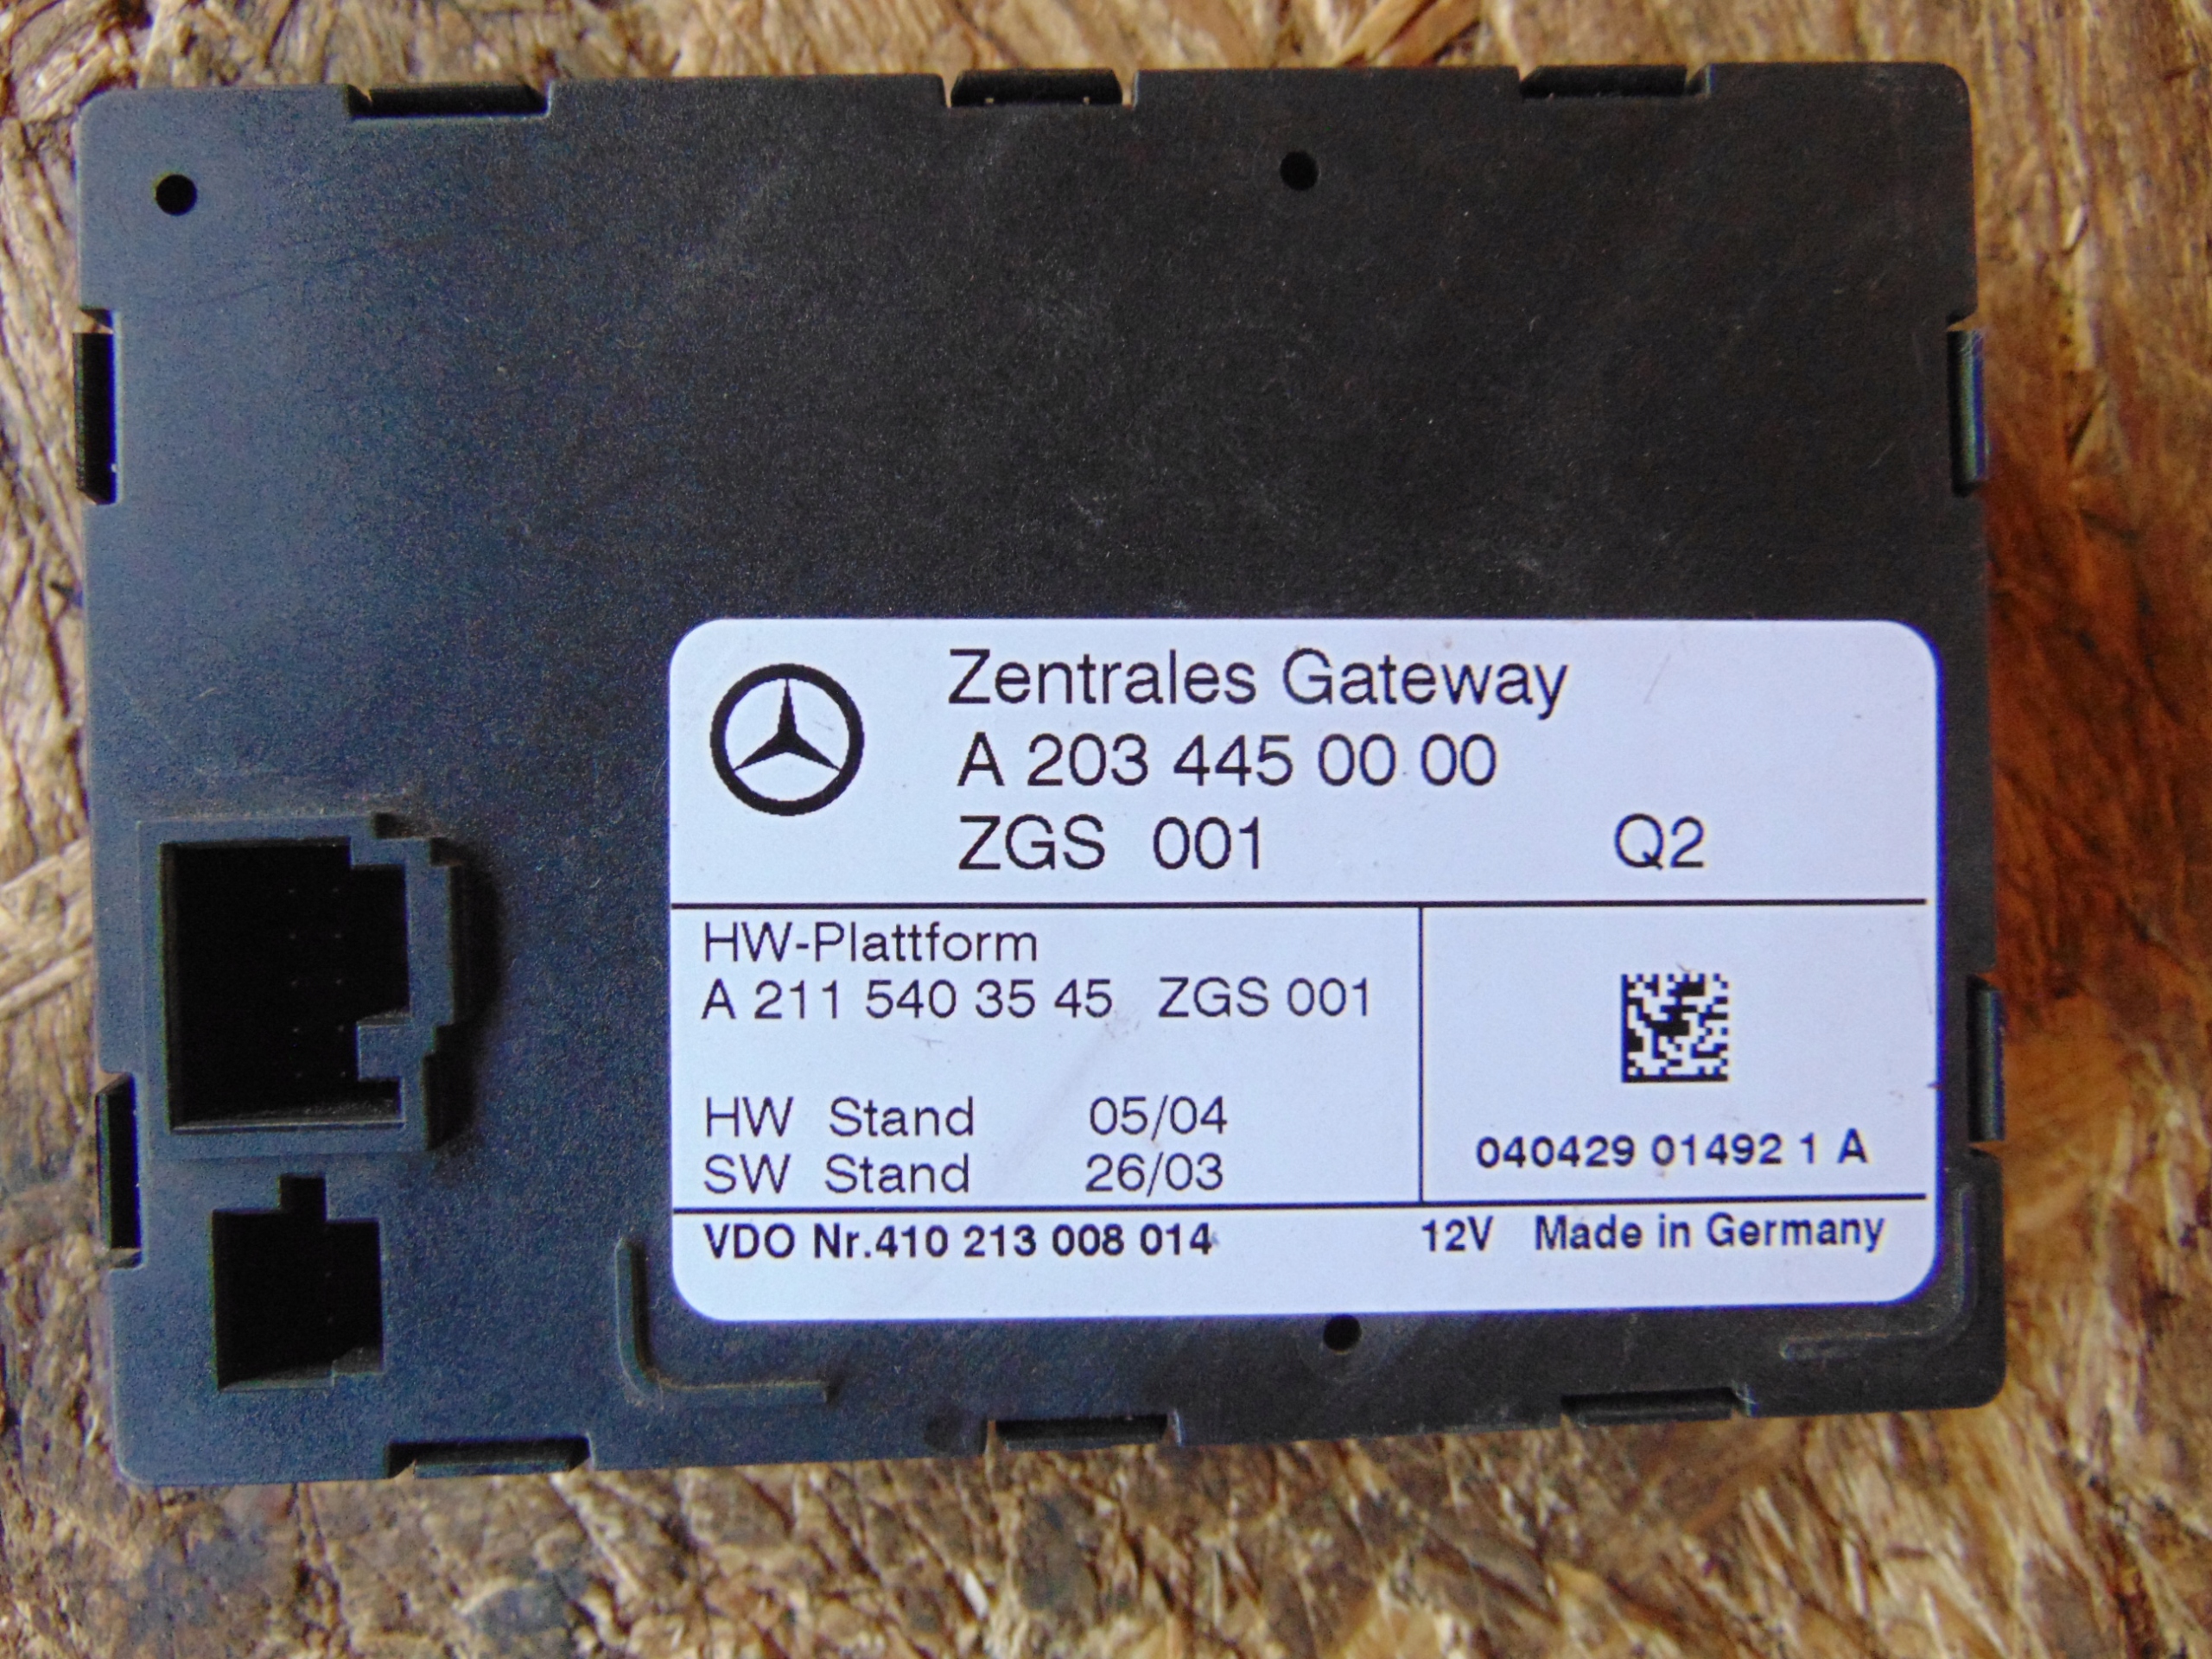 Zentrales Gateway
A 203 445 00 00
ZGS 001 Q2
HW-Plattform
A 211 540 35 45 ZGS 001
HW Stand 05/04
SW Stand 26/03
040429 01492 1 A
VDO Nr.410 213 008 014 12V Made in Germany